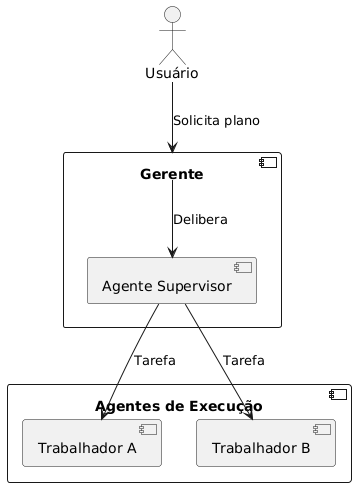 Usuário
Solicita plano
Gerente
Delibera
Agente Supervisor
Tarefa
Tarefa
Agentes de Execução
Trabalhador A
Trabalhador B